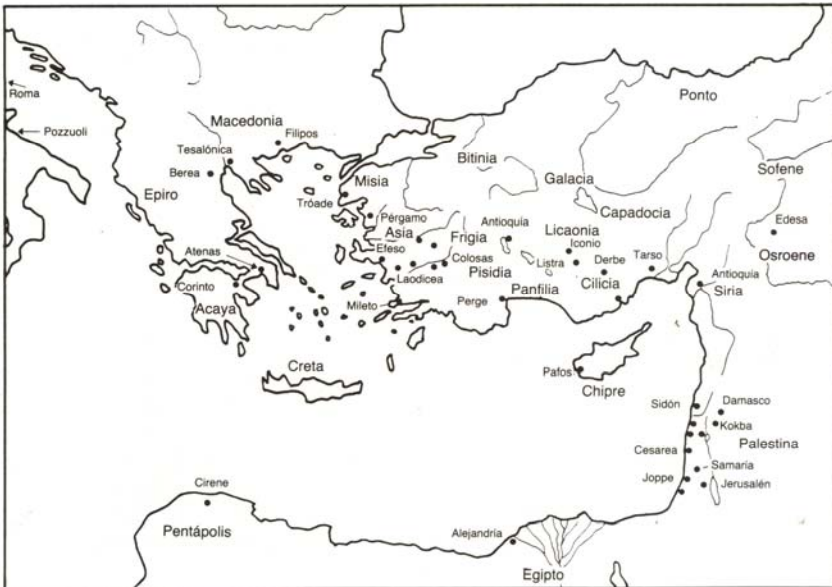 Roma
Pozzuoli
Macedonia
Filipos
Tesalónica
Berea
Epiro
Ponto
Bitinia
Misia
Tróade
Galacia
Sofene
Capadocia
Pérgamo
Asia
Efeso
Frigia
Antioquía
Licaonia
Iconio
Edesa
Osroene
Atenas
Colosas
Listra
Derbe
Tarso
Laodicea
Pisidia
Cilicia
Antioquía
Siria
Corinto
Acaya
Mileto
Perge
Panfilia
Creta
Pafos
Chipre
Sidón
Damasco
Kokba
Cesarea
Palestina
Samaría
Joppe
Jerusalén
Cirene
Pentápolis
Alejandría
Egipto